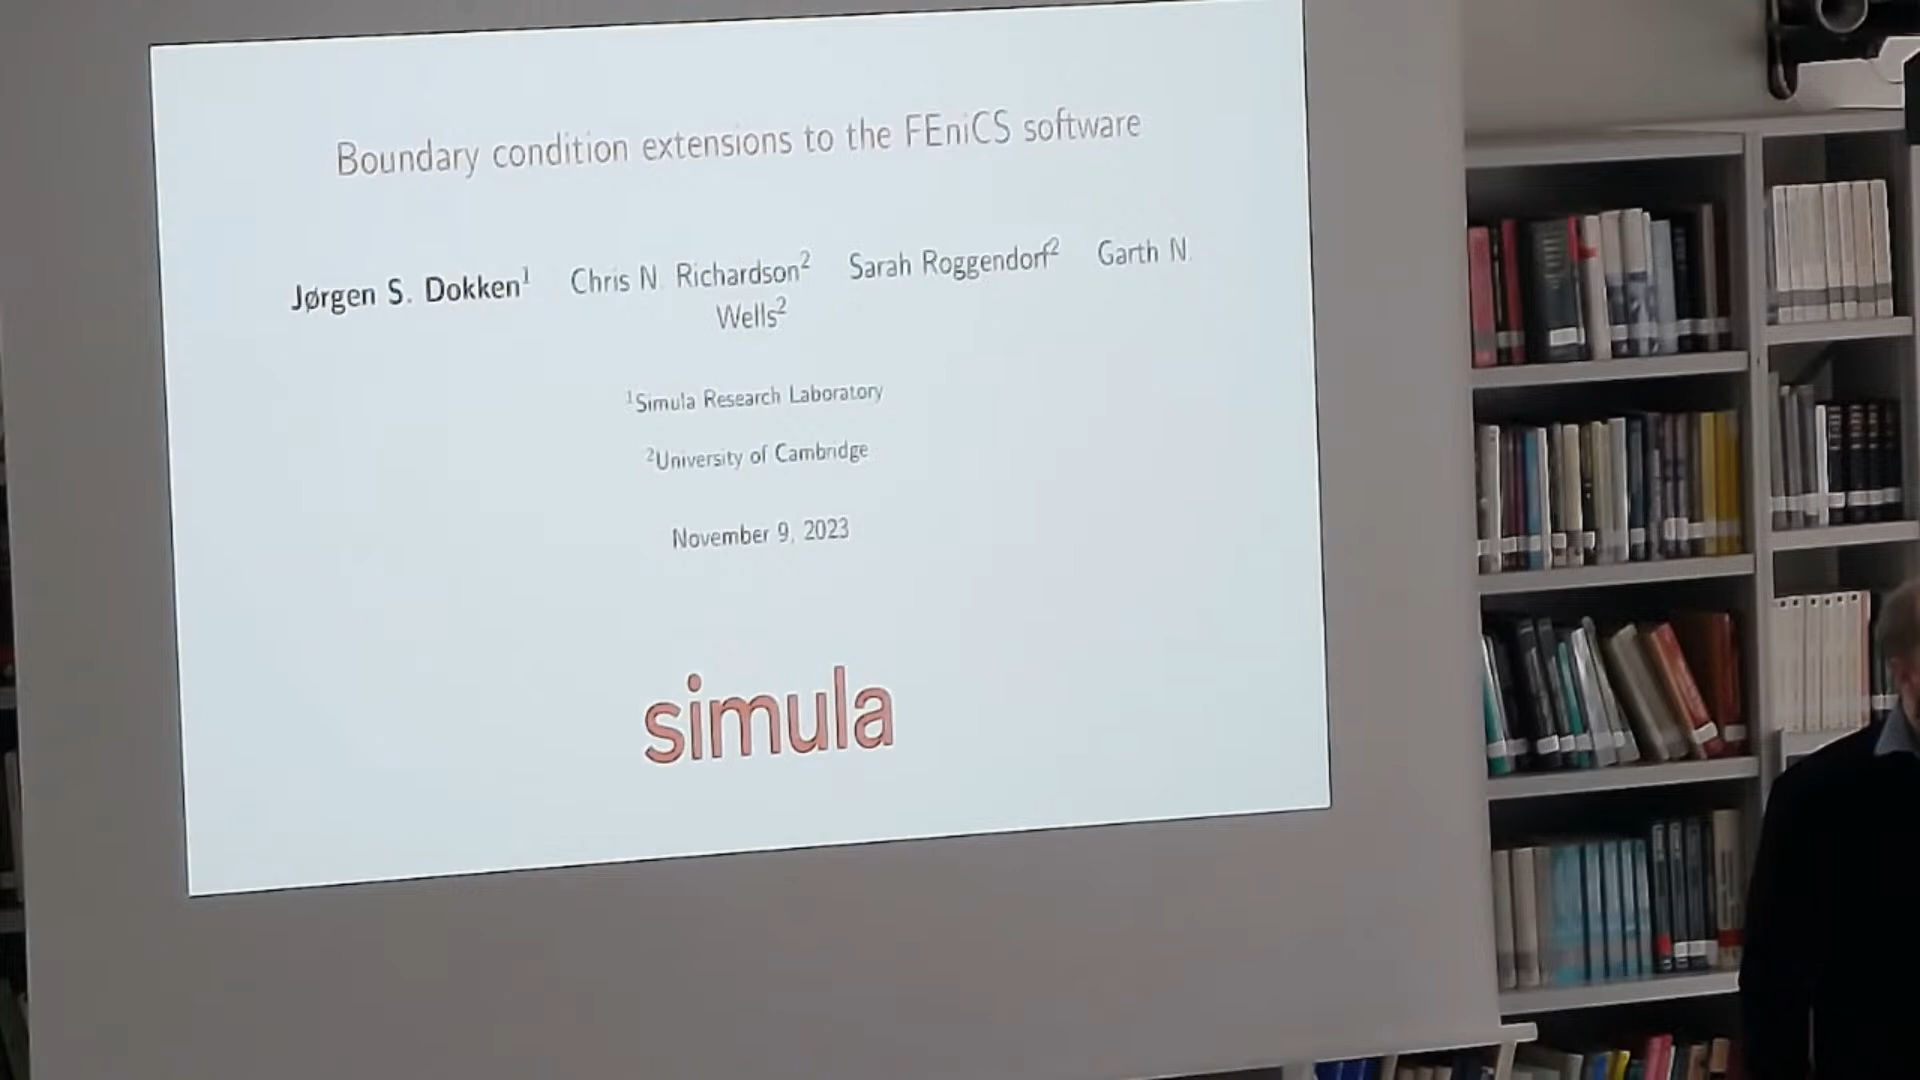 Boundary condition extensions to the FEniCS software
Jørgen S. Dokken¹ Chris N. Richardson² Sarah Roggendorf² Garth N.
Wells²
¹Simula Research Laboratory
²University of Cambridge
November 9, 2023
simula